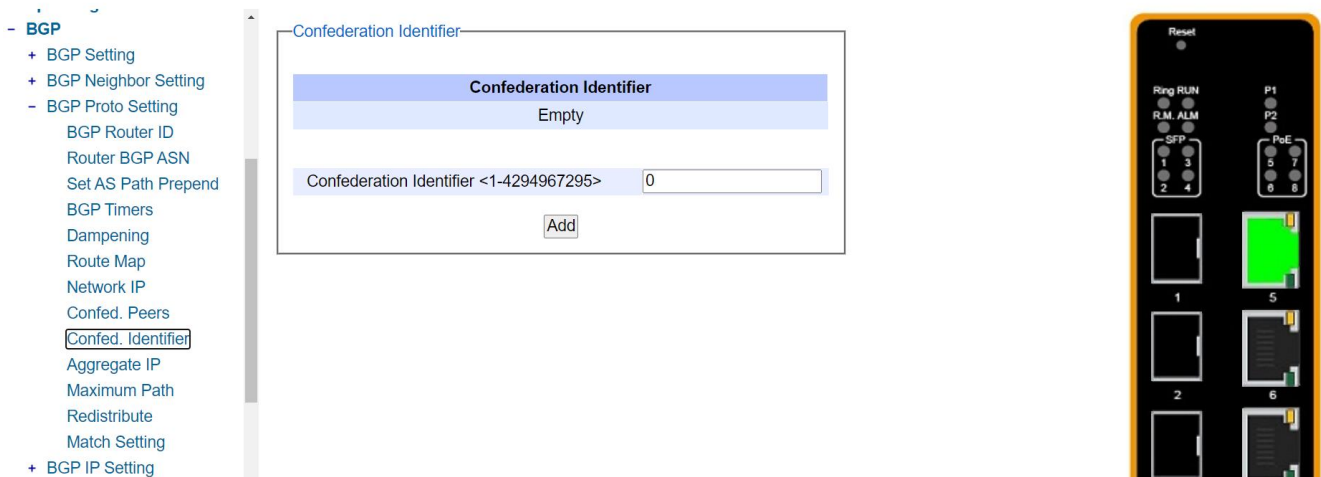 - BGP
+ BGP Setting
+ BGP Neighbor Setting
- BGP Proto Setting
BGP Router ID
Router BGP ASN
Set AS Path Prepend
BGP Timers
Dampening
Route Map
Network IP
Confed. Peers
Confed. Identifier
Aggregate IP
Maximum Path
Redistribute
Match Setting
+ BGP IP Setting
Confederation Identifier
Confederation Identifier
Empty
Confederation Identifier <1-4294967295> 0
Add
Reset
Ring RUN P1
R.M. ALM P2
SFP PoE
1 3 5 7
2 4 6 8
1 5
2 6